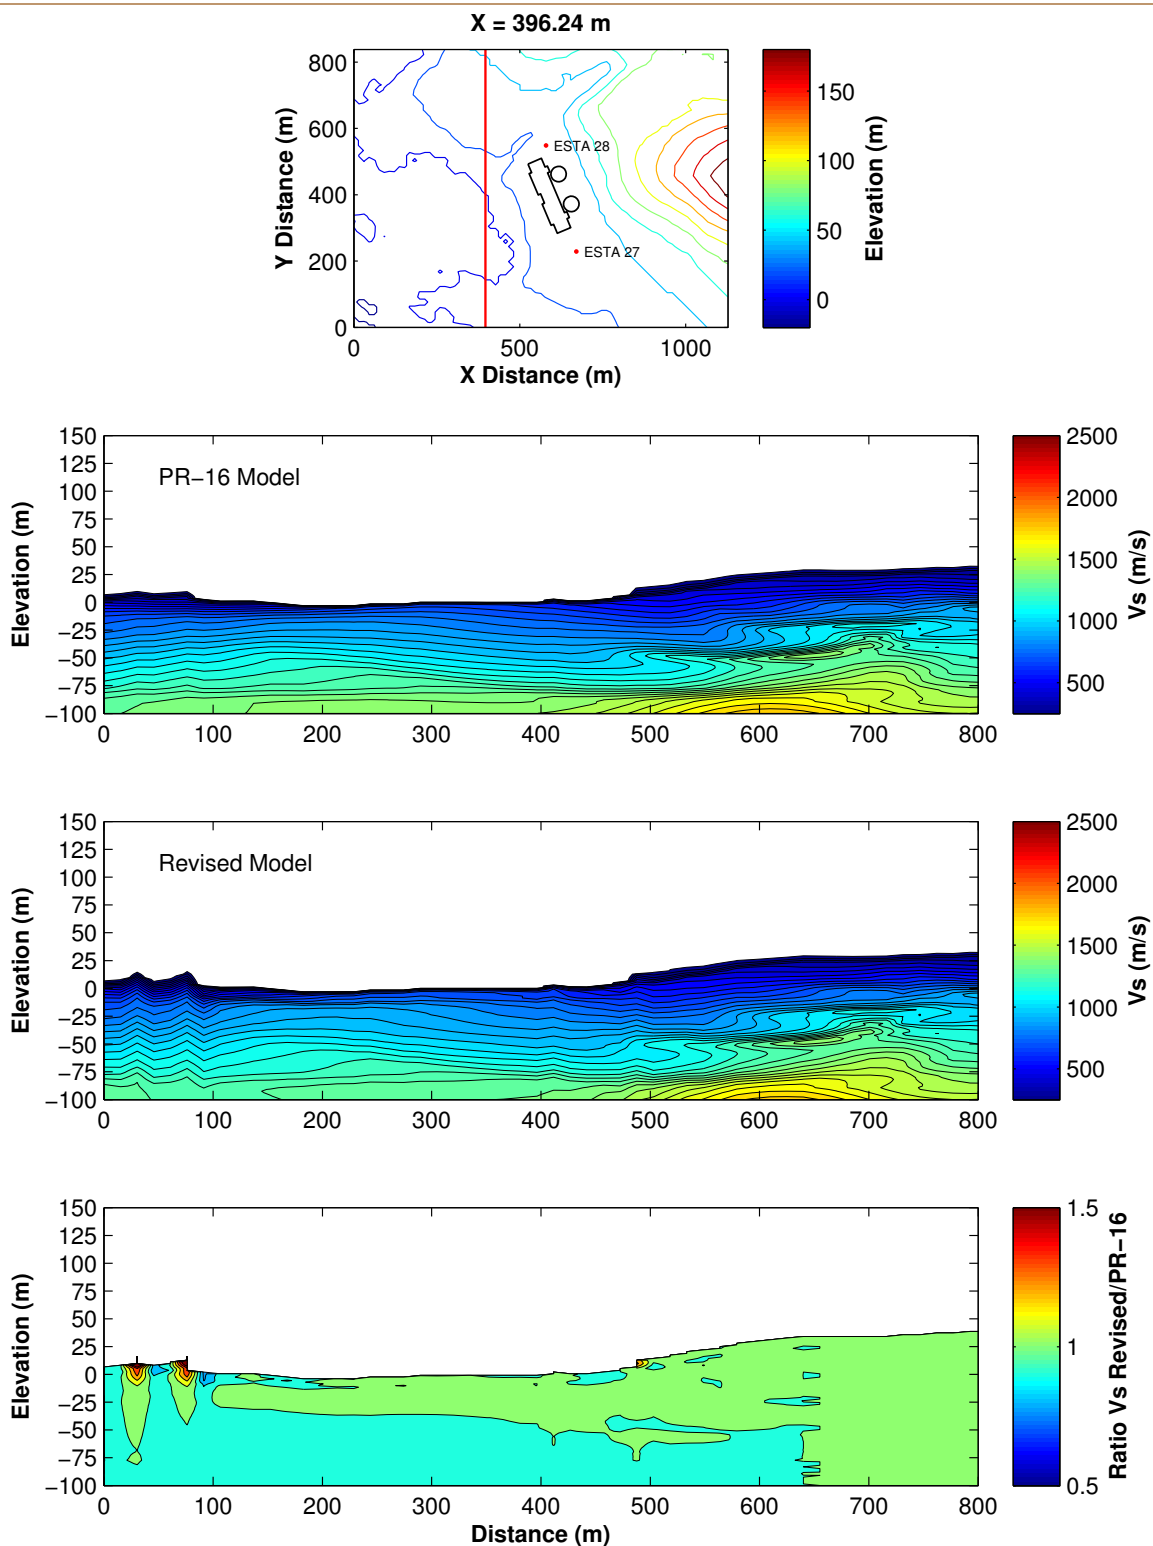 X = 396.24 m
800
600
400
200
0
Y Distance (m)
ESTA 28
ESTA 27
0 500 1000
X Distance (m)
150
100
50
0
Elevation (m)
150
125
100
75
50
25
0
−25
−50
−75
−100
Elevation (m)
PR−16 Model
0 100 200 300 400 500 600 700 800
2500
2000
1500
1000
500
Vs (m/s)
150
125
100
75
50
25
0
−25
−50
−75
−100
Elevation (m)
Revised Model
0 100 200 300 400 500 600 700 800
2500
2000
1500
1000
500
Vs (m/s)
150
125
100
75
50
25
0
−25
−50
−75
−100
Elevation (m)
0 100 200 300 400 500 600 700 800
Distance (m)
1.5
1
0.5
Ratio Vs Revised/PR−16